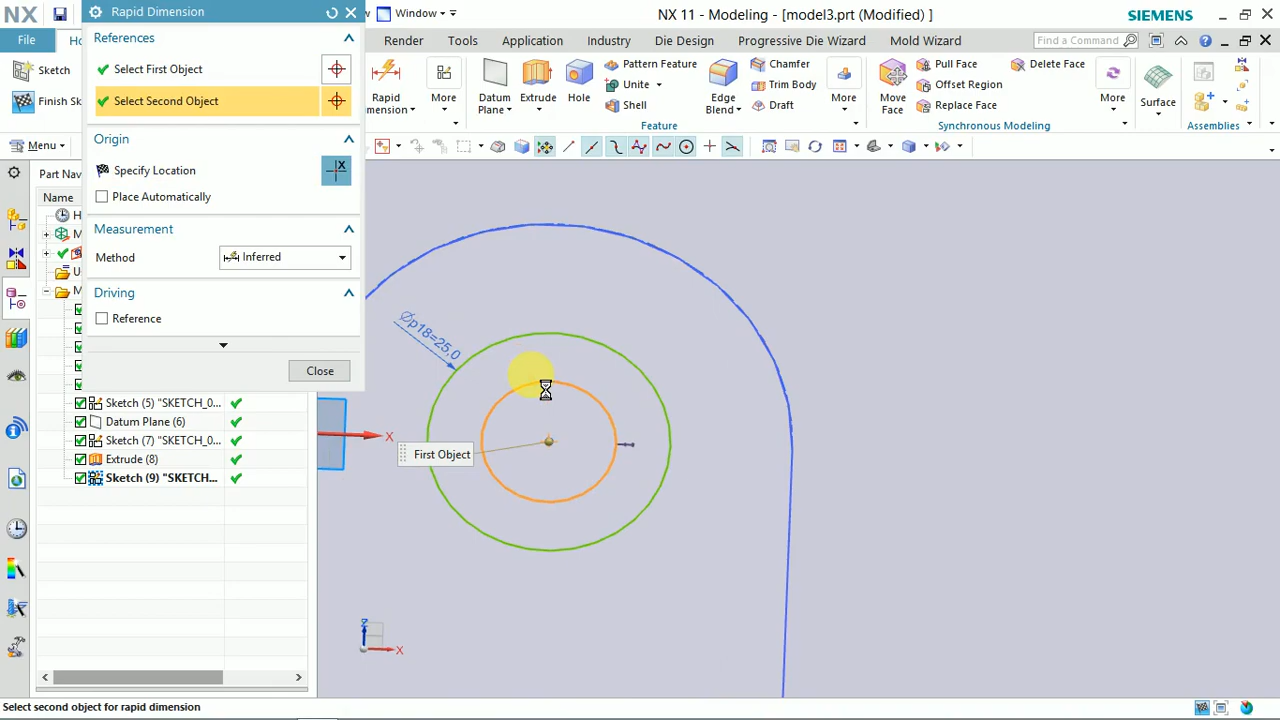 NX
Window
NX 11 - Modeling - [model3.prt (Modified) ]
SIEMENS
Rapid Dimension
File
Render
Tools
Application
Industry
Die Design
Progressive Die Wizard
Mold Wizard
Find a Command
References
Select First Object
Select Second Object
Origin
Specify Location
Place Automatically
Measurement
Method
Inferred
Driving
Reference
Close
Sketch
Finish Sk
Rapid
Dimension
More
Datum
Plane
Extrude
Hole
Pattern Feature
Unite
Shell
Edge
Blend
Chamfer
Trim Body
Draft
More
Feature
Move
Face
Pull Face
Offset Region
Replace Face
Delete Face
More
Synchronous Modeling
Surface
Assemblies
Menu
Part Nav
Name
H
M
U
M
Sketch (5) "SKETCH_0...
Datum Plane (6)
Sketch (7) "SKETCH_0...
Extrude (8)
Sketch (9) "SKETCH...
Øp18=25,0
First Object
X
Z
X
Select second object for rapid dimension